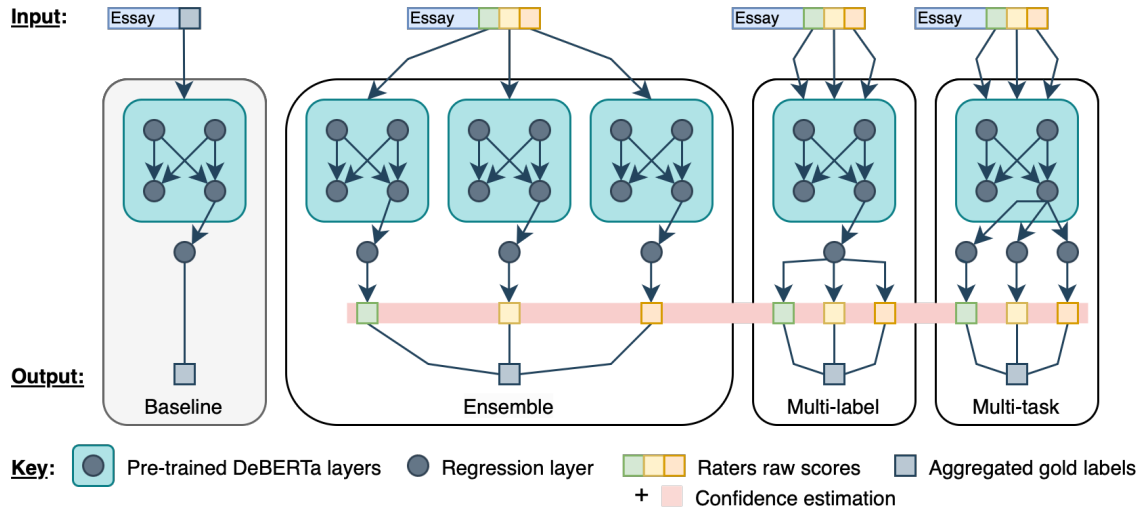 Input:
Essay
Essay
Essay
Essay
Output:
Baseline
Ensemble
Multi-label
Multi-task
Key:
Pre-trained DeBERTa layers
Regression layer
Raters raw scores
Aggregated gold labels
+ Confidence estimation